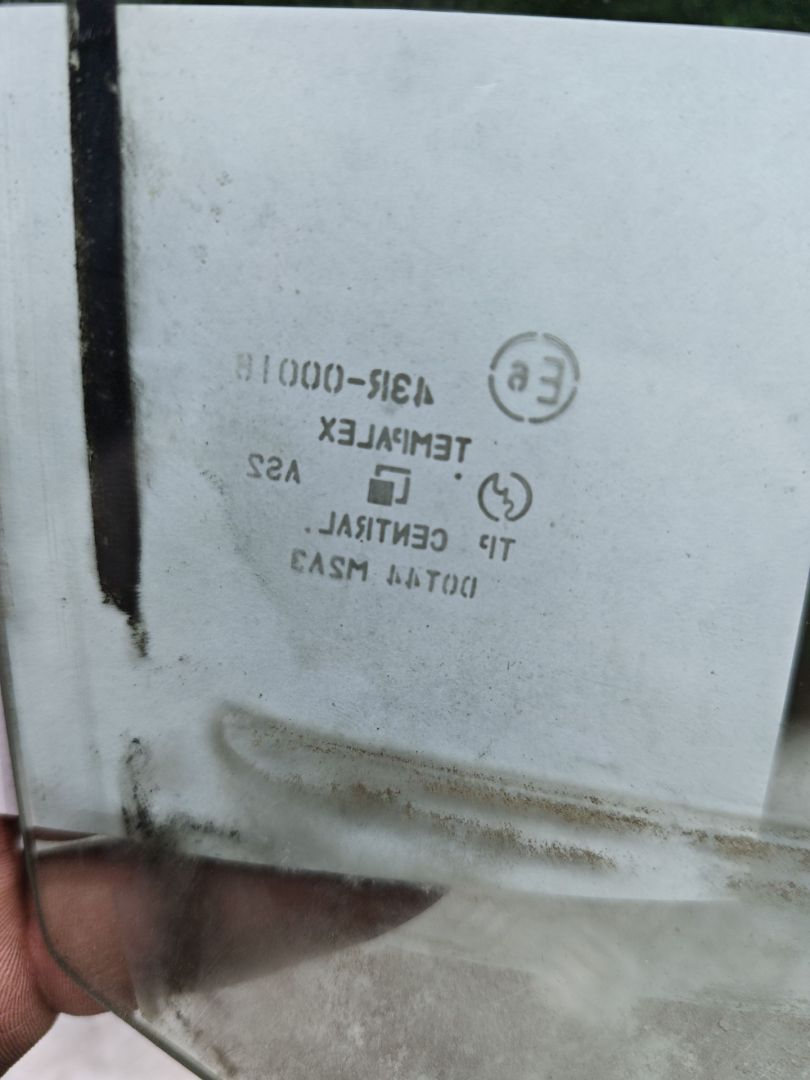 E6 43R-00018
TEMPALEX
AS2
TP CENTRAL.
DOT44 M2A3